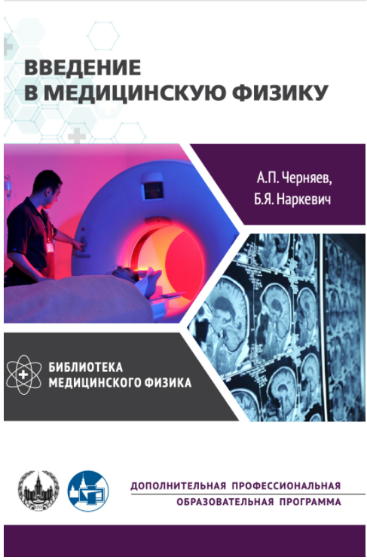 ВВЕДЕНИЕ
В МЕДИЦИНСКУЮ ФИЗИКУ
А.П. Черняев,
Б.Я. Наркевич
БИБЛИОТЕКА
МЕДИЦИНСКОГО ФИЗИКА
ДОПОЛНИТЕЛЬНАЯ ПРОФЕССИОНАЛЬНАЯ
ОБРАЗОВАТЕЛЬНАЯ ПРОГРАММА